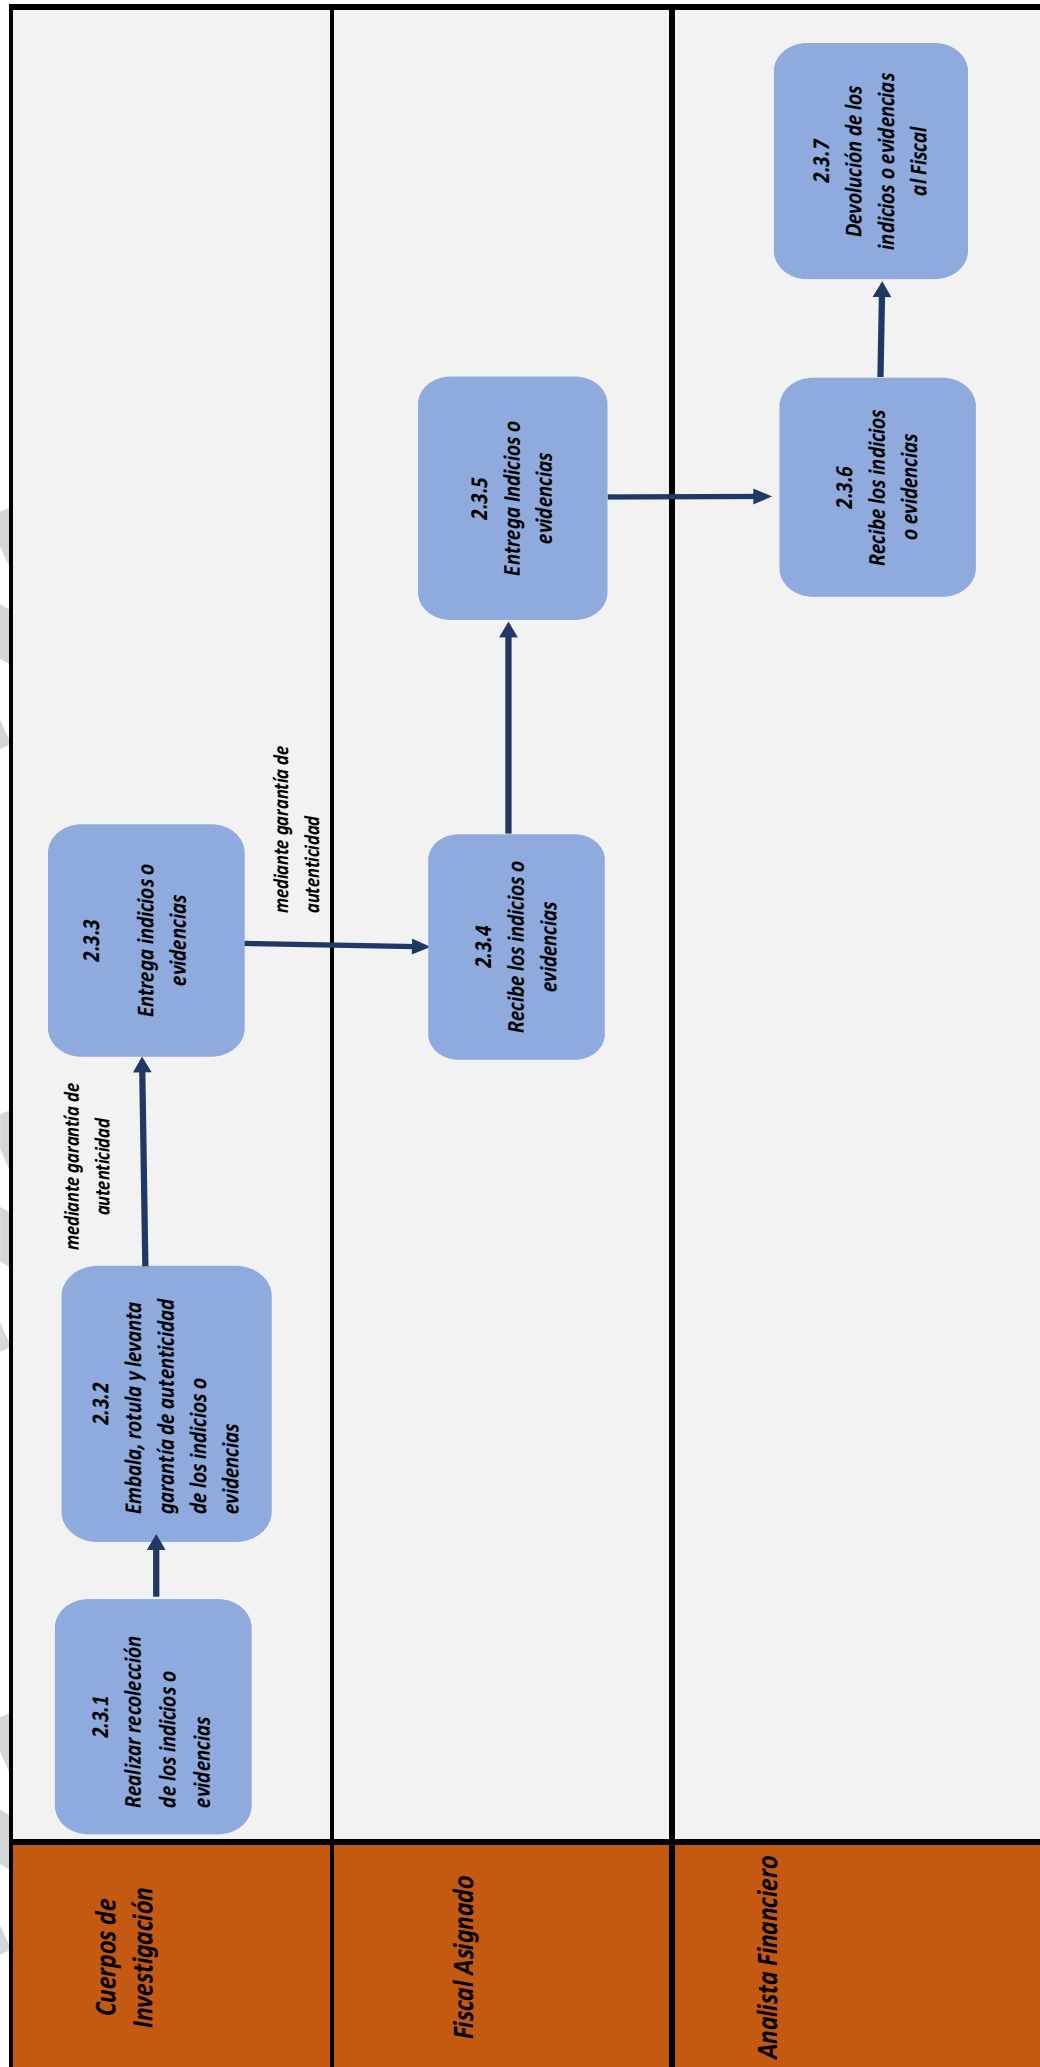 Cuerpos de
Investigación
2.3.1
Realizar recolección
de los indicios o
evidencias
2.3.2
Embala, rotula y levanta
garantía de autenticidad
de los indicios o
evidencias
mediante garantía de
autenticidad
2.3.3
Entrega indicios o
evidencias
mediante garantía de
autenticidad
Fiscal Asignado
2.3.4
Recibe los indicios o
evidencias
2.3.5
Entrega Indicios o
evidencias
Analista Financiero
2.3.6
Recibe los indicios
o evidencias
2.3.7
Devolución de los
indicios o evidencias
al Fiscal